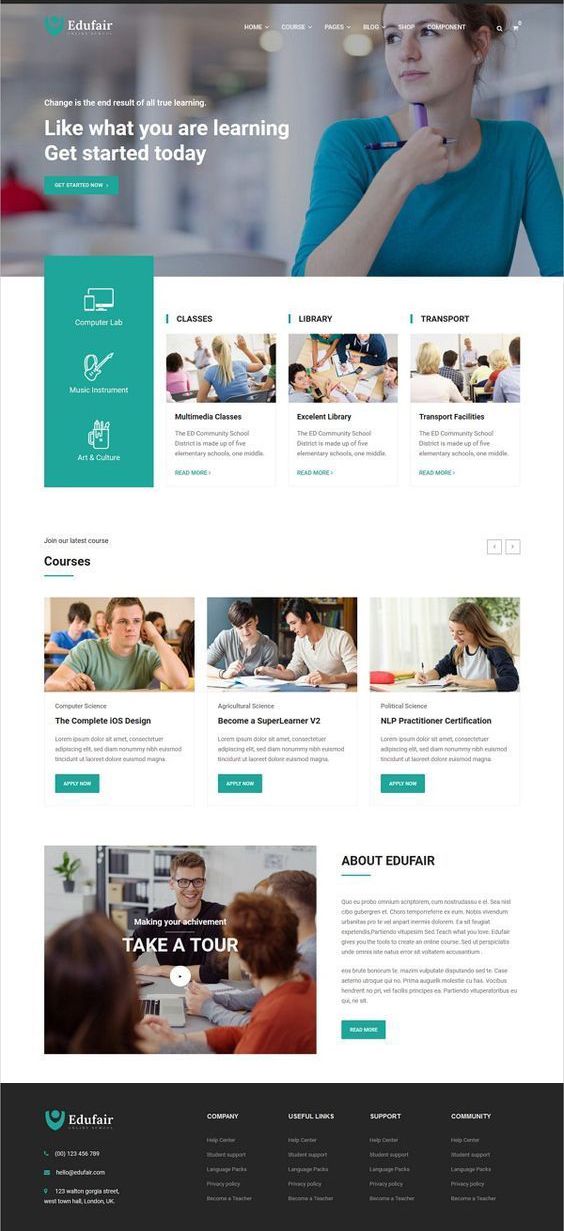 Edufair
ONLINE SCHOOL
HOME
COURSE
PAGES
BLOG
SHOP
COMPONENT
0
Change is the end result of all true learning.
Like what you are learning
Get started today
GET STARTED NOW
Computer Lab
Music Instrument
Art & Culture
CLASSES
Multimedia Classes
The ED Community School
District is made up of five
elementary schools, one middle.
READ MORE
LIBRARY
Excelent Library
The ED Community School
District is made up of five
elementary schools, one middle.
READ MORE
TRANSPORT
Transport Facilities
The ED Community School
District is made up of five
elementary schools, one middle.
READ MORE
Join our latest course
Courses
Computer Science
The Complete iOS Design
Lorem ipsum dolor sit amet, consectetuer
adipiscing elit, sed diam nonummy nibh euismod
tincidunt ut laoreet dolore magna.
APPLY NOW
Agricultural Science
Become a SuperLearner V2
Lorem ipsum dolor sit amet, consectetuer
adipiscing elit, sed diam nonummy nibh euismod
tincidunt ut laoreet dolore magna.
APPLY NOW
Political Science
NLP Practitioner Certification
Lorem ipsum dolor sit amet, consectetuer
adipiscing elit, sed diam nonummy nibh euismod
tincidunt ut laoreet dolore magna.
APPLY NOW
Making your achivement
TAKE A TOUR
ABOUT EDUFAIR
Quo eu probo omnium scriptorem, cum nostrudassu e ei. Sea nisl
cibo gubergren et. Choro temporreferre ex eum. Nobis vivendum
urbanitas pro te vel an porpat inermis dolorem. Ea sit feugiat
expetendis,Partiendo vitupesim Sed Teach what you love. Edufair
gives you the tools to create an online course. Sed ut perspiciatis
unde omnis iste natus error sit voluptatem accusantium .
eos brute bonorum te. mazim vulputate disputando sed te. Case
aeterno utroque qui no. Prima augue molestie cu has. Vocibus
hendrerit no pri, vel facilis principes ea. Partiendo vituperatoribus eu
qui, ne sit.
READ MORE
Edufair
ONLINE SCHOOL
(00) 123 456 789
hello@edufair.com
123 walton gorgia street,
west town hall, London, UK.
COMPANY
Help Center
Student support
Language Packs
Privacy policy
Become a Teacher
USEFUL LINKS
Help Center
Student support
Language Packs
Privacy policy
Become a Teacher
SUPPORT
Help Center
Student support
Language Packs
Privacy policy
Become a Teacher
COMMUNITY
Help Center
Student support
Language Packs
Privacy policy
Become a Teacher